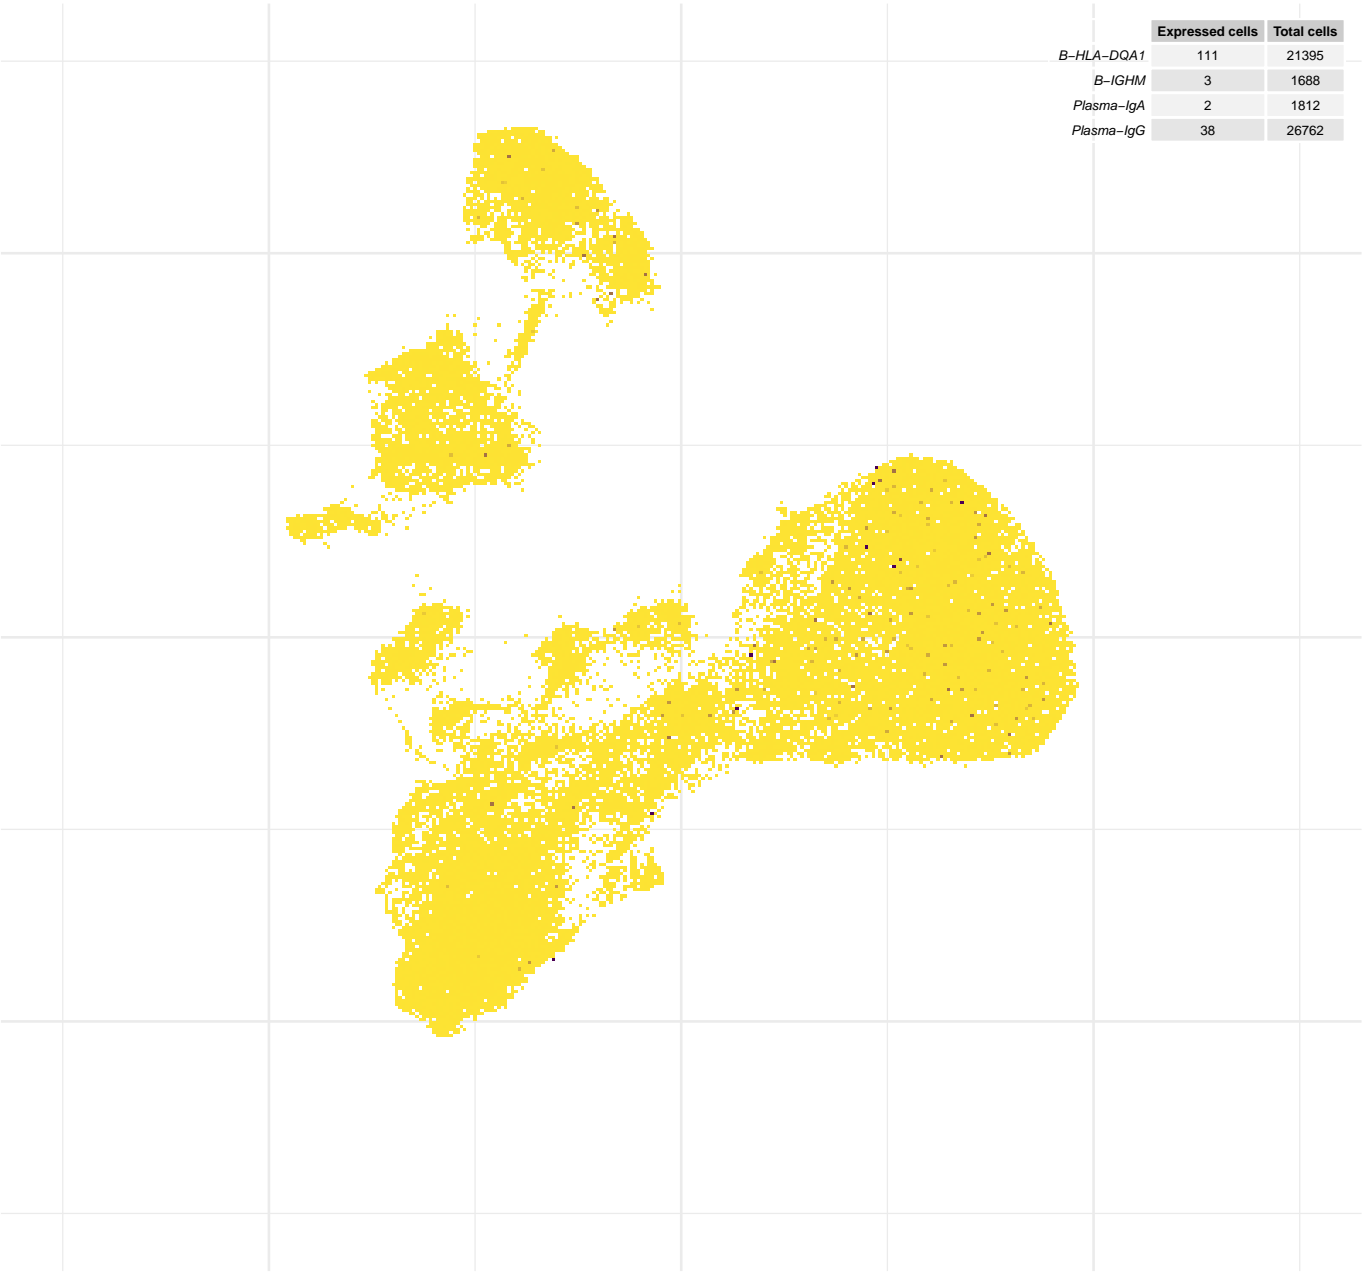 Expressed cells Total cells
B−HLA−DQA1 111 21395
B−IGHM 3 1688
Plasma−IgA 2 1812
Plasma−IgG 38 26762